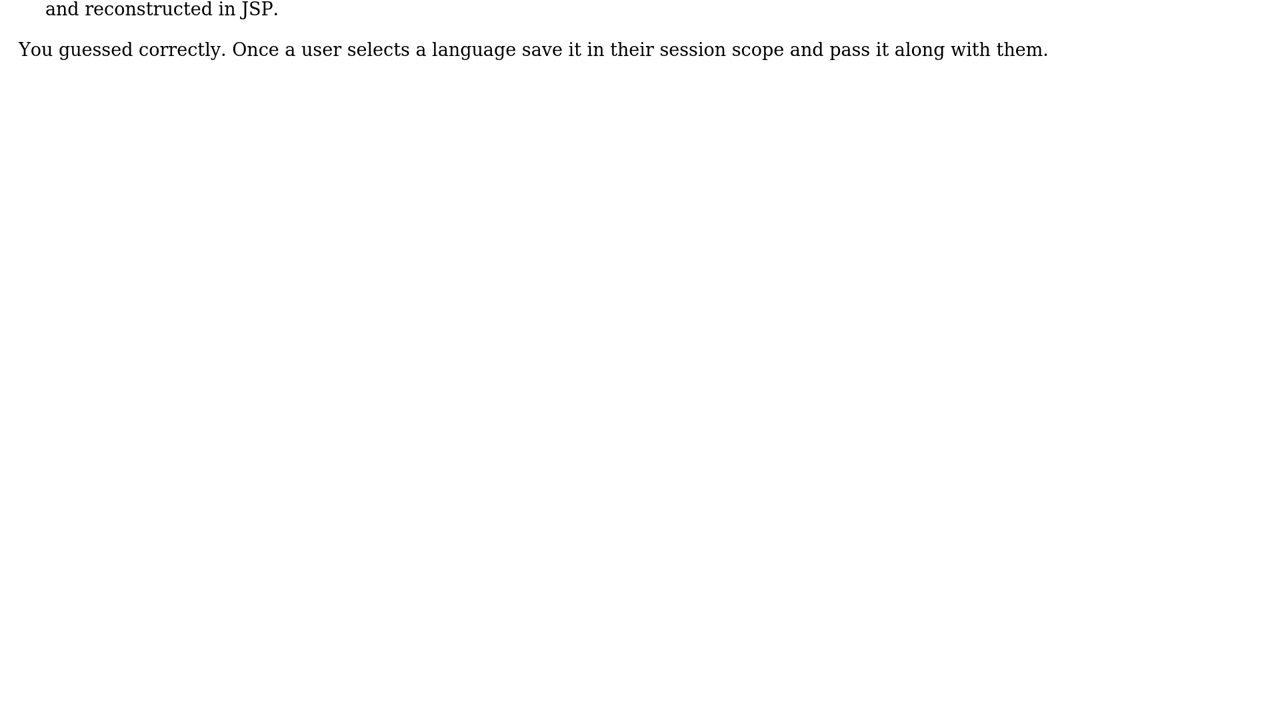 and reconstructed in JSP.
You guessed correctly. Once a user selects a language save it in their session scope and pass it along with them.